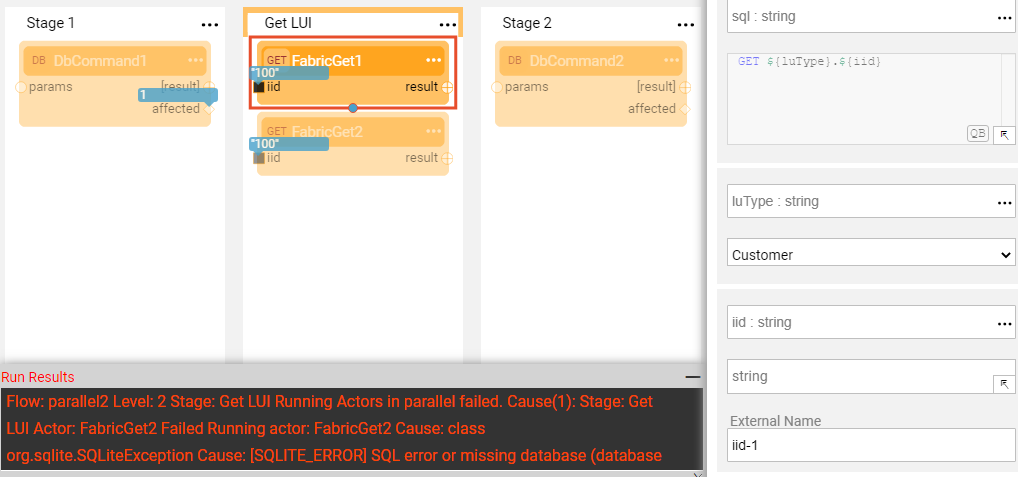 Stage 1
DB DbCommand1
params
[result]
1
affected
Get LUI
GET FabricGet1
"100"
iid
result
GET FabricGet2
"100"
iid
result
Stage 2
DB DbCommand2
params
[result]
affected
sql : string
GET ${luType}.${iid}
QB
luType : string
Customer
iid : string
string
External Name
iid-1
Run Results
Flow: parallel2 Level: 2 Stage: Get LUI Running Actors in parallel failed. Cause(1): Stage: Get
LUI Actor: FabricGet2 Failed Running actor: FabricGet2 Cause: class
org.sqlite.SQLiteException Cause: [SQLITE_ERROR] SQL error or missing database (database